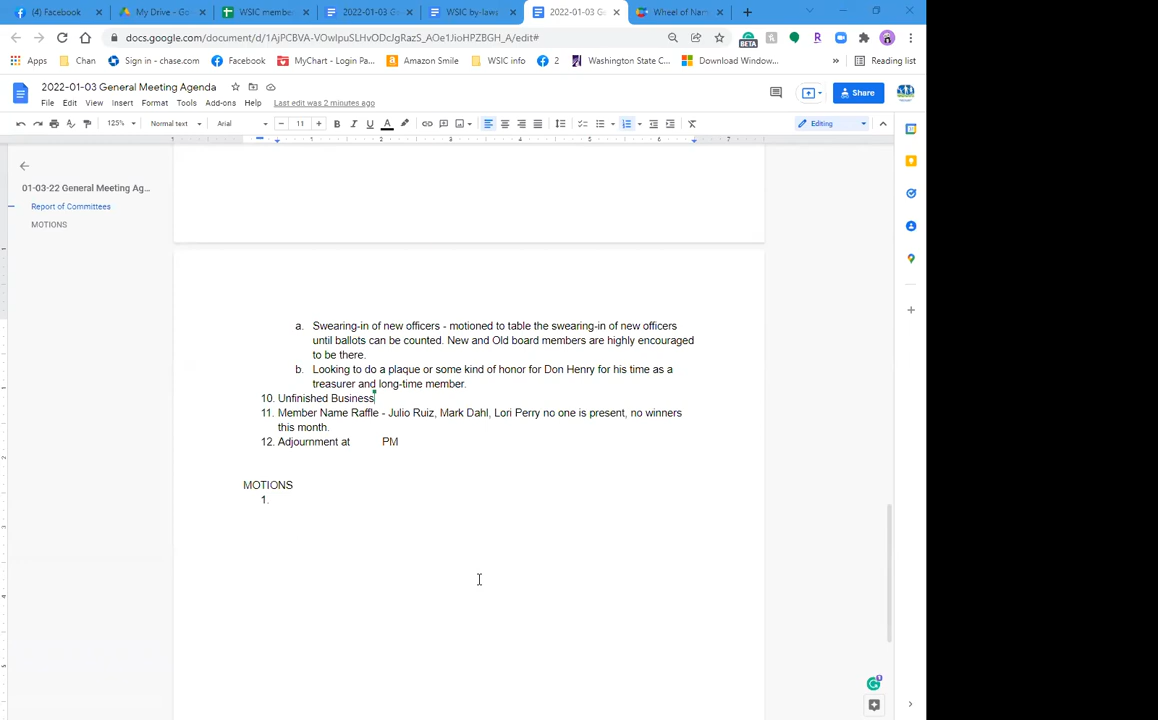 (4) Facebook
My Drive - Go
WSIC member
2022-01-03 Ge
WSIC by-laws
2022-01-03 G
Wheel of Nam
docs.google.com/document/d/1AjPCBVA-VOwIpuSLHvODcJgRazS_AOe1JioHPZBGH_A/edit#
BETA
Apps
Chan
Sign in - chase.com
Facebook
MyChart - Login Pa...
Amazon Smile
WSIC info
2
Washington State C...
Download Window...
»
Reading list
2022-01-03 General Meeting Agenda
File Edit View Insert Format Tools Add-ons Help Last edit was 2 minutes ago
Share
125% Normal text Arial 11 B I U A Editing
01-03-22 General Meeting Ag...
Report of Committees
MOTIONS
a. Swearing-in of new officers - motioned to table the swearing-in of new officers
until ballots can be counted. New and Old board members are highly encouraged
to be there.
b. Looking to do a plaque or some kind of honor for Don Henry for his time as a
treasurer and long-time member.
10. Unfinished Business
11. Member Name Raffle - Julio Ruiz, Mark Dahl, Lori Perry no one is present, no winners
this month.
12. Adjournment at PM
MOTIONS
1.